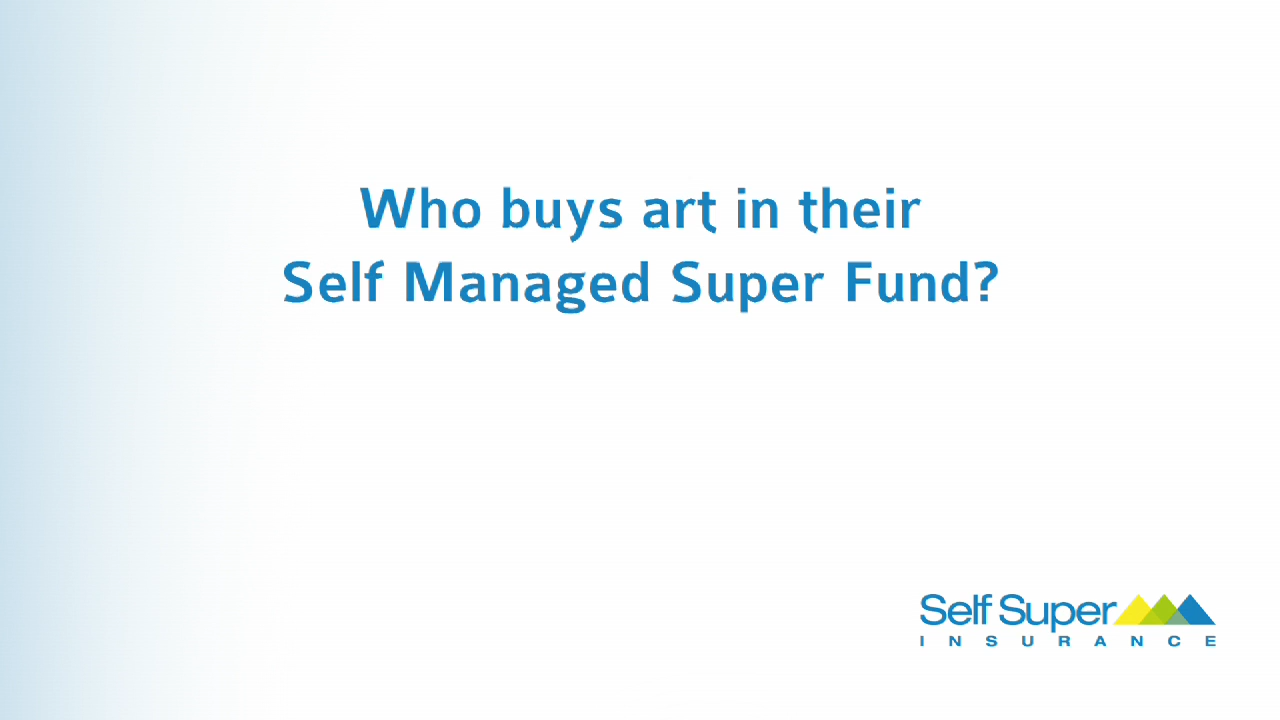 Who buys art in their
Self Managed Super Fund?
Self Super
INSURANCE